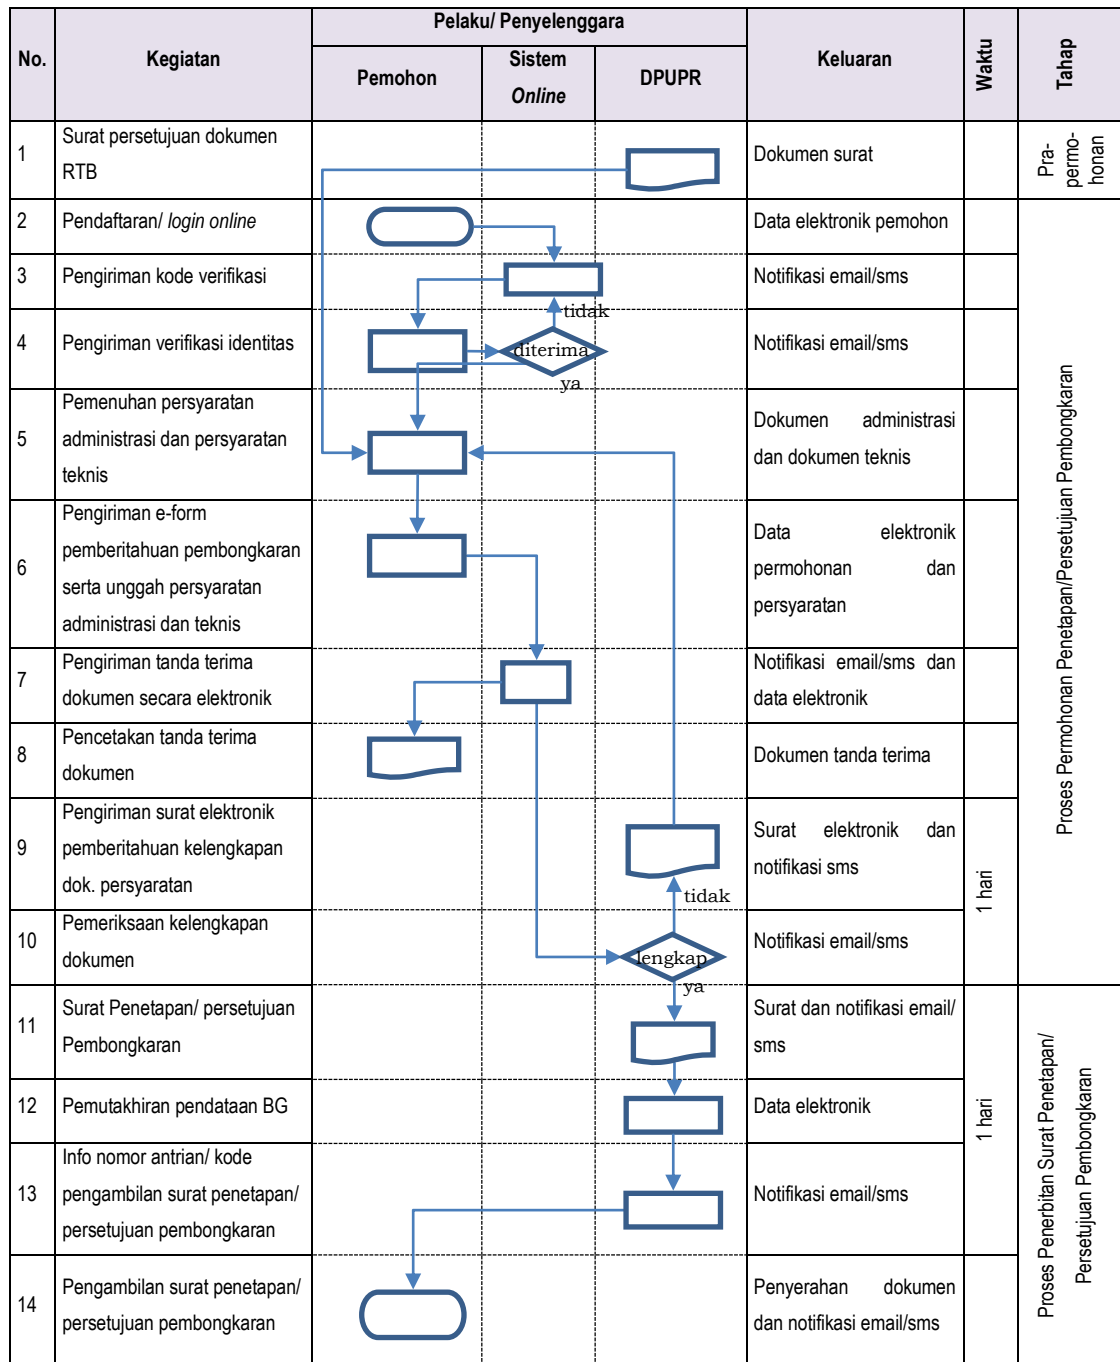 Pelaku/ Penyelenggara
No.
Kegiatan
Pemohon
Sistem
Online
DPUPR
Keluaran
Waktu
Tahap
1
Surat persetujuan dokumen
RTB
Dokumen surat
Pra-
permo-
honan
2
Pendaftaran/ login online
Data elektronik pemohon
3
Pengiriman kode verifikasi
Notifikasi email/sms
tidak
4
Pengiriman verifikasi identitas
diterima
ya
Notifikasi email/sms
5
Pemenuhan persyaratan
administrasi dan persyaratan
teknis
Dokumen administrasi
dan dokumen teknis
6
Pengiriman e-form
pemberitahuan pembongkaran
serta unggah persyaratan
administrasi dan teknis
Data elektronik
permohonan dan
persyaratan
7
Pengiriman tanda terima
dokumen secara elektronik
Notifikasi email/sms dan
data elektronik
8
Pencetakan tanda terima
dokumen
Dokumen tanda terima
9
Pengiriman surat elektronik
pemberitahuan kelengkapan
dok. persyaratan
tidak
Surat elektronik dan
notifikasi sms
1 hari
10
Pemeriksaan kelengkapan
dokumen
lengkap
ya
Notifikasi email/sms
Proses Permohonan Penetapan/Persetujuan Pembongkaran
11
Surat Penetapan/ persetujuan
Pembongkaran
Surat dan notifikasi email/
sms
12
Pemutakhiran pendataan BG
Data elektronik
1 hari
13
Info nomor antrian/ kode
pengambilan surat penetapan/
persetujuan pembongkaran
Notifikasi email/sms
14
Pengambilan surat penetapan/
persetujuan pembongkaran
Penyerahan dokumen
dan notifikasi email/sms
Proses Penerbitan Surat Penetapan/
Persetujuan Pembongkaran